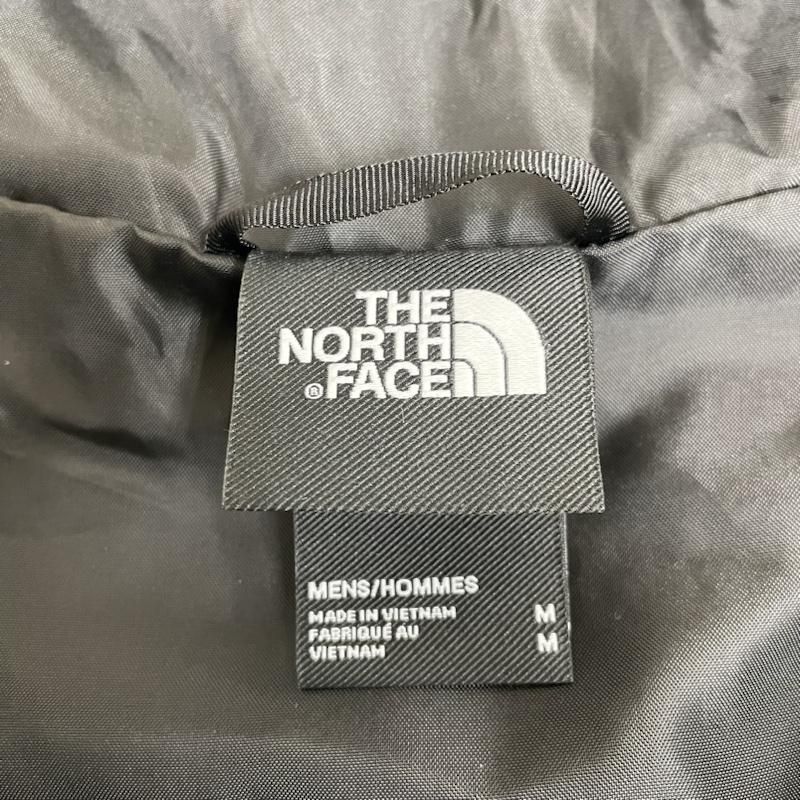 THE
NORTH
® FACE
MENS/HOMMES
MADE IN VIETNAM M
FABRIQUÉ AU
VIETNAM M